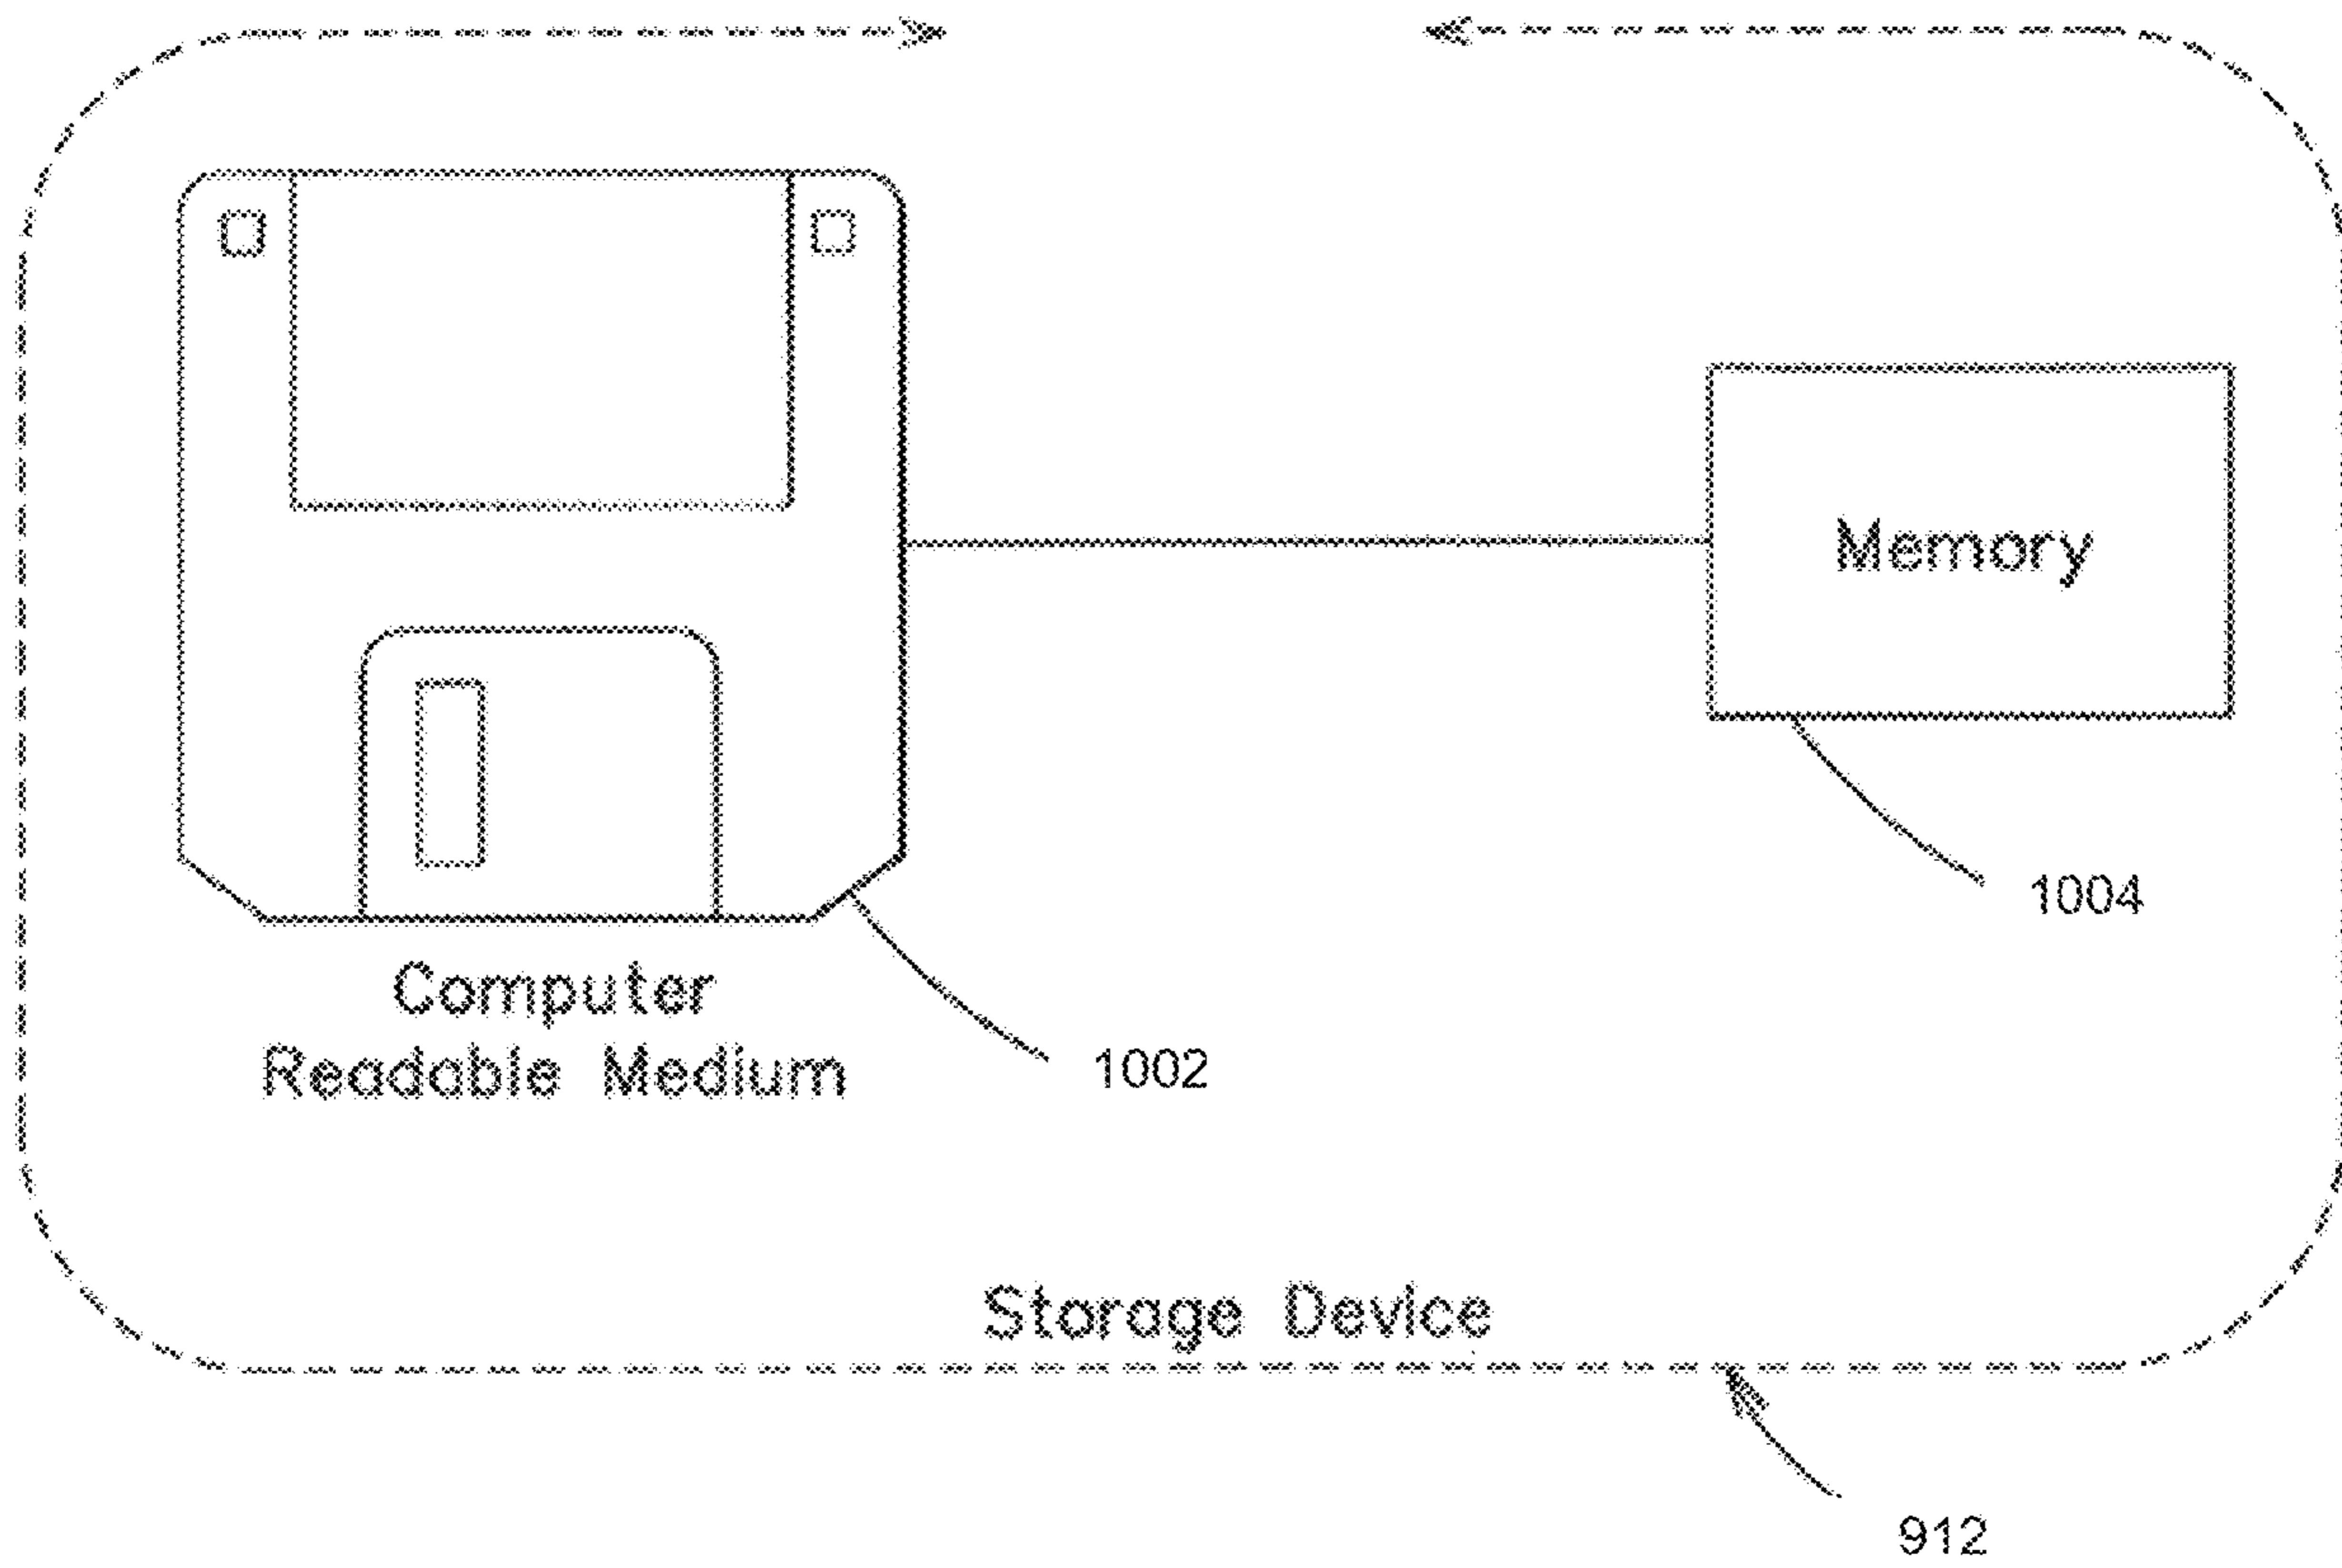 Memory
1004
Computer
Readable Medium
1002
Storage Device
912